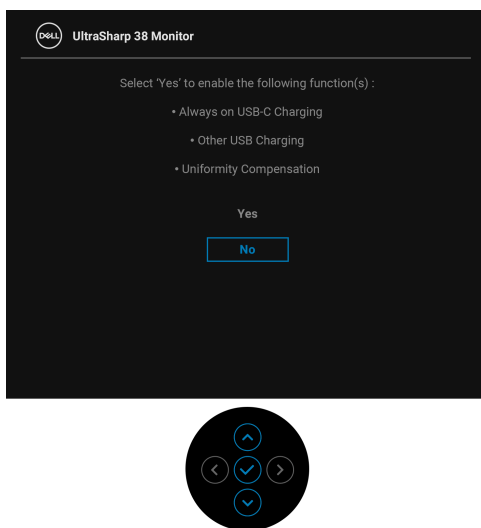 DELL UltraSharp 38 Monitor
Select ‘Yes’ to enable the following function(s) :
• Always on USB-C Charging
• Other USB Charging
• Uniformity Compensation
Yes
No